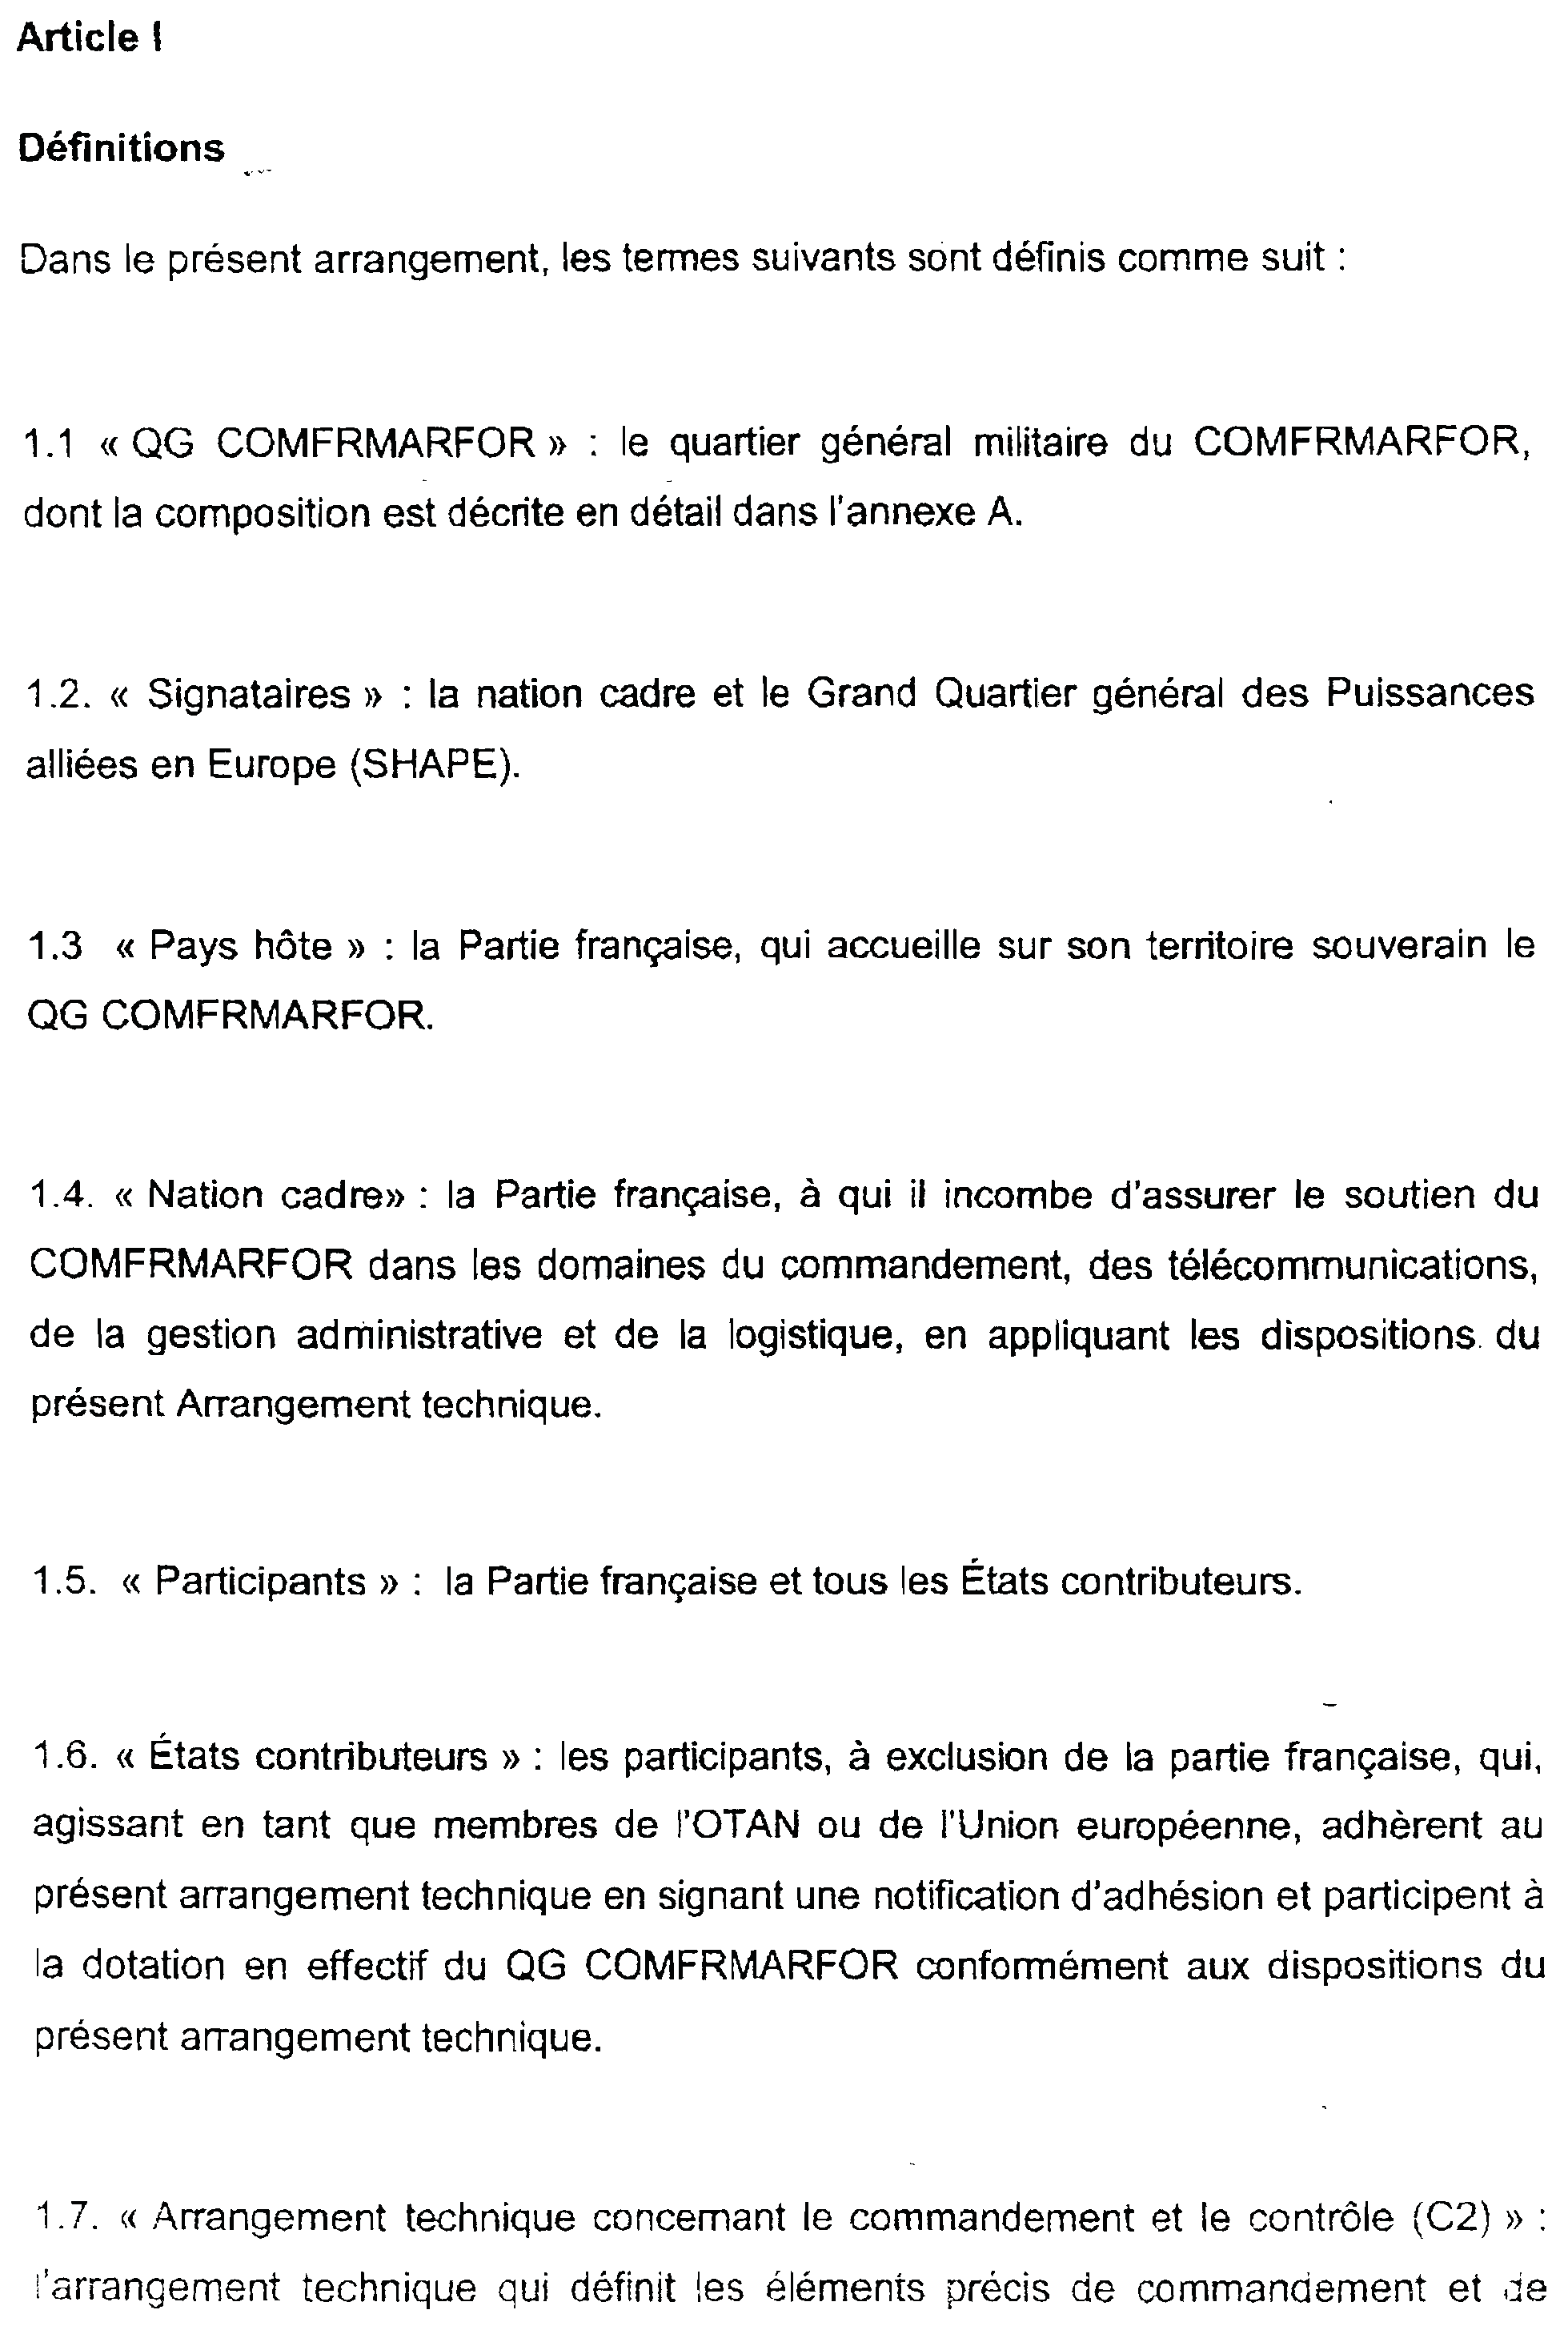 Article I
Définitions
Dans le présent arrangement, les termes suivants sont définis comme suit :
1.1 « QG COMFRMARFOR » : le quartier général militaire du COMFRMARFOR,
dont la composition est décrite en détail dans l'annexe A.
1.2. « Signataires » : la nation cadre et le Grand Quartier général des Puissances
alliées en Europe (SHAPE).
1.3 « Pays hôte » : la Partie française, qui accueille sur son territoire souverain le
QG COMFRMARFOR.
1.4. « Nation cadre» : la Partie française, à qui il incombe d'assurer le soutien du
COMFRMARFOR dans les domaines du commandement, des télécommunications,
de la gestion administrative et de la logistique, en appliquant les dispositions du
présent Arrangement technique.
1.5. « Participants » : la Partie française et tous les États contributeurs.
1.6. « États contributeurs » : les participants, à exclusion de la partie française, qui,
agissant en tant que membres de l'OTAN ou de l'Union européenne, adhèrent au
présent arrangement technique en signant une notification d'adhésion et participent à
la dotation en effectif du QG COMFRMARFOR conformément aux dispositions du
présent arrangement technique.
1.7. « Arrangement technique concernant le commandement et le contrôle (C2) » :
l'arrangement technique qui définit les éléments précis de commandement et de